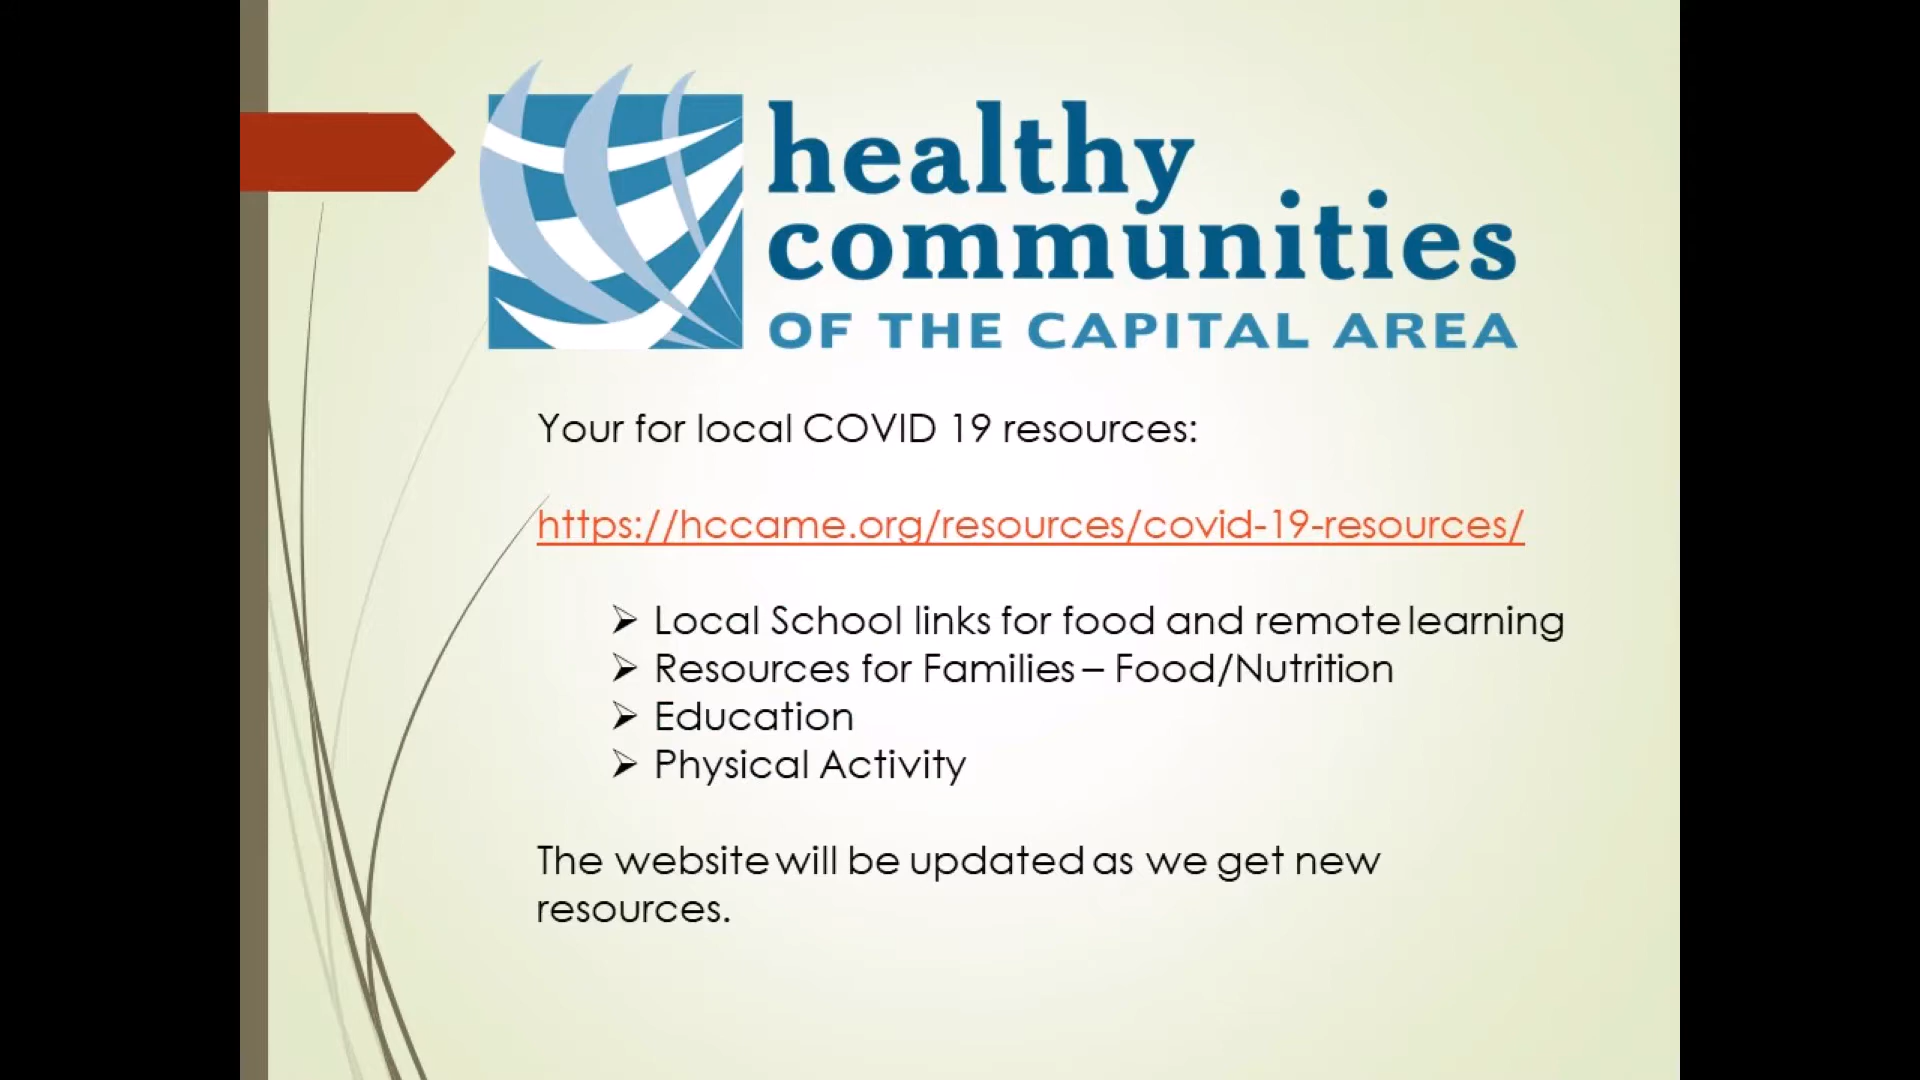 healthy
communities
OF THE CAPITAL AREA
Your for local COVID 19 resources:
https://hccame.org/resources/covid-19-resources/
➢ Local School links for food and remote learning
➢ Resources for Families – Food/Nutrition
➢ Education
➢ Physical Activity
The website will be updated as we get new
resources.